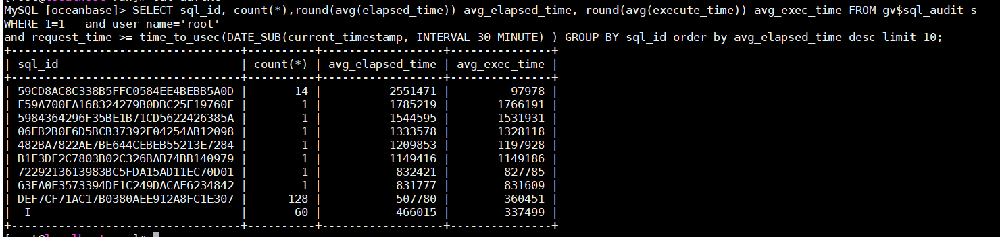 MySQL [oceanbase]> SELECT sql_id, count(*),round(avg(elapsed_time)) avg_elapsed_time, round(avg(execute_time)) avg_exec_time FROM gv$sql_audit s
WHERE 1=1   and user_name='root'
and request_time >= time_to_usec(DATE_SUB(current_timestamp, INTERVAL 30 MINUTE) ) GROUP BY sql_id order by avg_elapsed_time desc limit 10;
+----------------------------------+----------+------------------+---------------+
| sql_id                           | count(*) | avg_elapsed_time | avg_exec_time |
+----------------------------------+----------+------------------+---------------+
| 59CD8AC8C338B5FFC0584EE4BEBB5A0D |       14 |          2551471 |         97978 |
| F59A700FA168324279B0DBC25E19760F |        1 |          1785219 |       1766191 |
| 5984364296F35BE1B71CD5622426385A |        1 |          1544595 |       1531931 |
| 06EB2B0F6D5BCB37392E04254AB12098 |        1 |          1333578 |       1328118 |
| 482BA7822AE7BE644CEBEB55213E7284 |        1 |          1209853 |       1197928 |
| B1F3DF2C7803B02C326BAB74BB140979 |        1 |          1149416 |       1149186 |
| 7229213613983BC5FDA15AD11EC70D01 |        1 |           832421 |        827785 |
| 63FA0E3573394DF1C249DACAF6234842 |        1 |           831777 |        831609 |
| DEF7CF71AC17B0380AEE912A8FC1E307 |      128 |           507780 |        360451 |
|                                  |       60 |           466015 |        337499 |
+----------------------------------+----------+------------------+---------------+